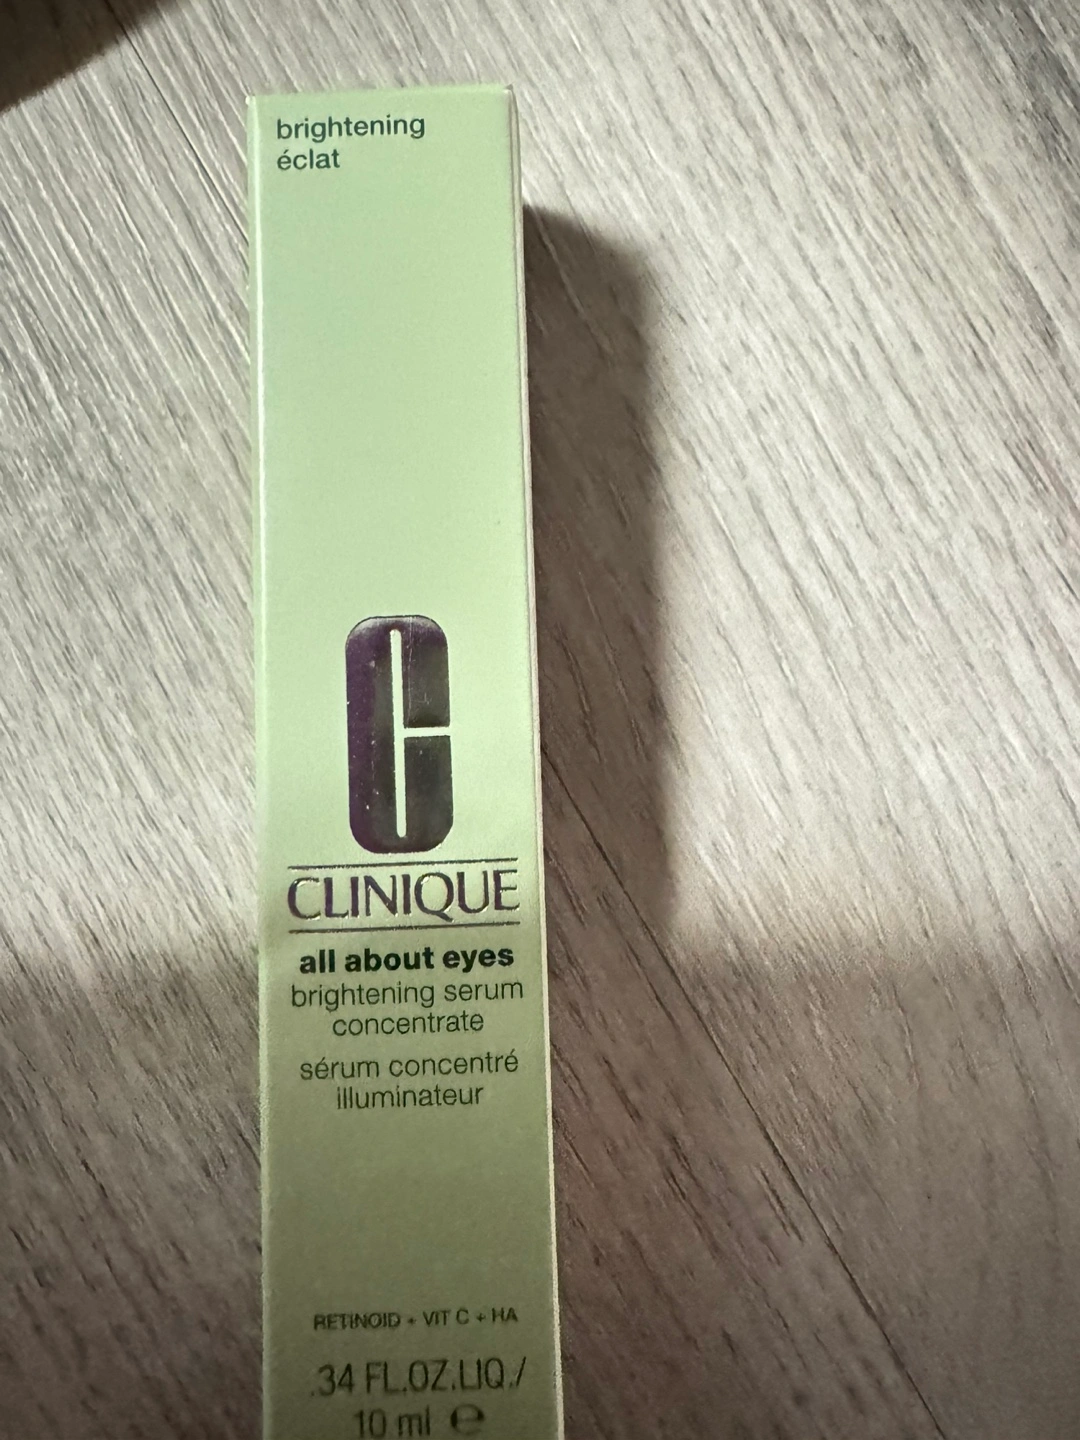 brightening
éclat
C
CLINIQUE
all about eyes
brightening serum
concentrate
sérum concentré
illuminateur
RETINOID + VIT C + HA
.34 FL.OZ.LIQ./
10 ml ℮